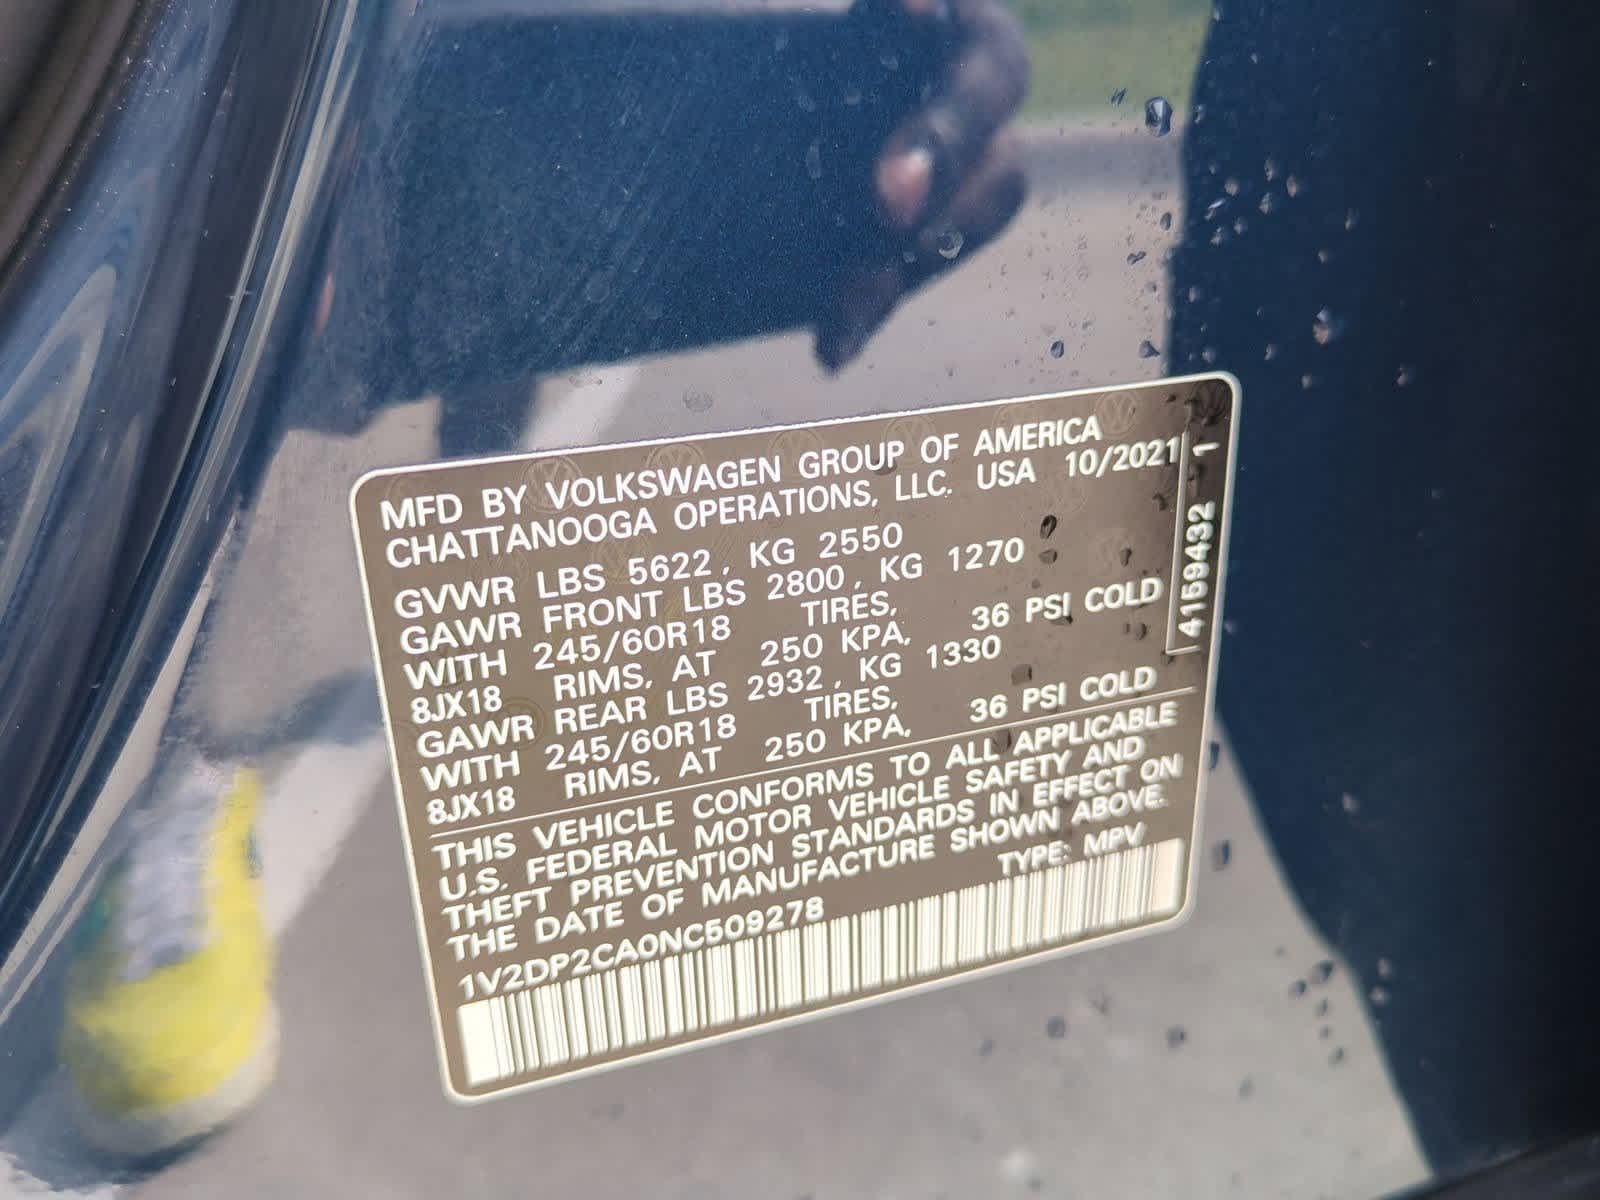 MFD BY VOLKSWAGEN GROUP OF AMERICA
CHATTANOOGA OPERATIONS, LLC. USA 10/2021
GVWR LBS 5622, KG 2550
GAWR FRONT LBS 2800, KG 1270
WITH 245/60R18 TIRES,
8JX18 RIMS, AT 250 KPA, 36 PSI COLD
GAWR REAR LBS 2932, KG 1330
WITH 245/60R18 TIRES,
8JX18 RIMS, AT 250 KPA, 36 PSI COLD
THIS VEHICLE CONFORMS TO ALL APPLICABLE
U.S. FEDERAL MOTOR VEHICLE SAFETY AND
THEFT PREVENTION STANDARDS IN EFFECT ON
THE DATE OF MANUFACTURE SHOWN ABOVE.
TYPE: MPV
1V2DP2CA0NC509278
4159432 1